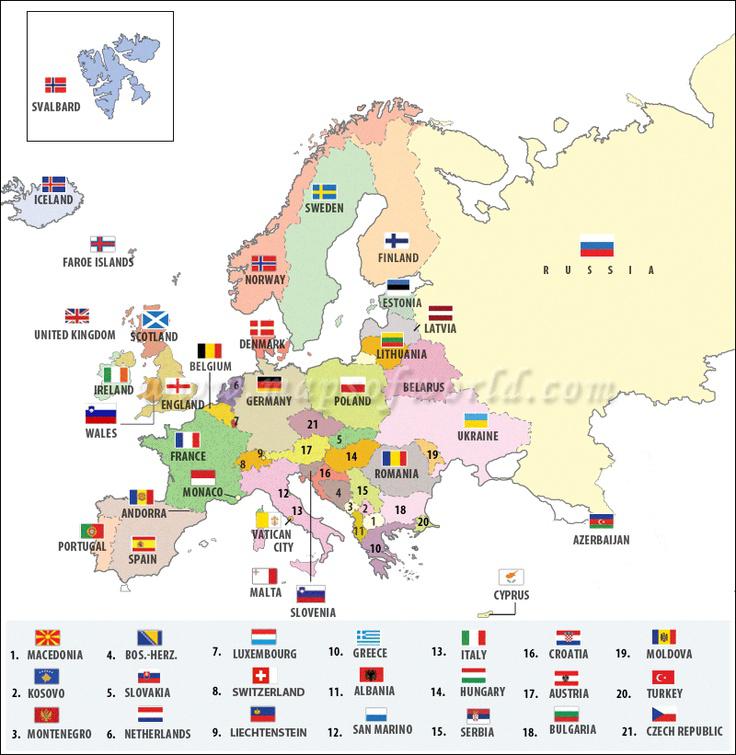 SVALBARD
ICELAND
SWEDEN
FAROE ISLANDS
FINLAND
NORWAY
R U S S I A
ESTONIA
UNITED KINGDOM
SCOTLAND
LATVIA
DENMARK
LITHUANIA
BELGIUM
IRELAND
ENGLAND
6
GERMANY
POLAND
BELARUS
www.mapsofworld.com
WALES
7
21
UKRAINE
FRANCE
5
17
9
8
14
19
ROMANIA
16
MONACO
12
4
15
ANDORRA
13
3
2
18
1
20
VATICAN
CITY
11
PORTUGAL
SPAIN
10
AZERBAIJAN
MALTA
SLOVENIA
CYPRUS
1. MACEDONIA 4. BOS.-HERZ. 7. LUXEMBOURG 10. GREECE 13. ITALY 16. CROATIA 19. MOLDOVA
2. KOSOVO 5. SLOVAKIA 8. SWITZERLAND 11. ALBANIA 14. HUNGARY 17. AUSTRIA 20. TURKEY
3. MONTENEGRO 6. NETHERLANDS 9. LIECHTENSTEIN 12. SAN MARINO 15. SERBIA 18. BULGARIA 21. CZECH REPUBLIC